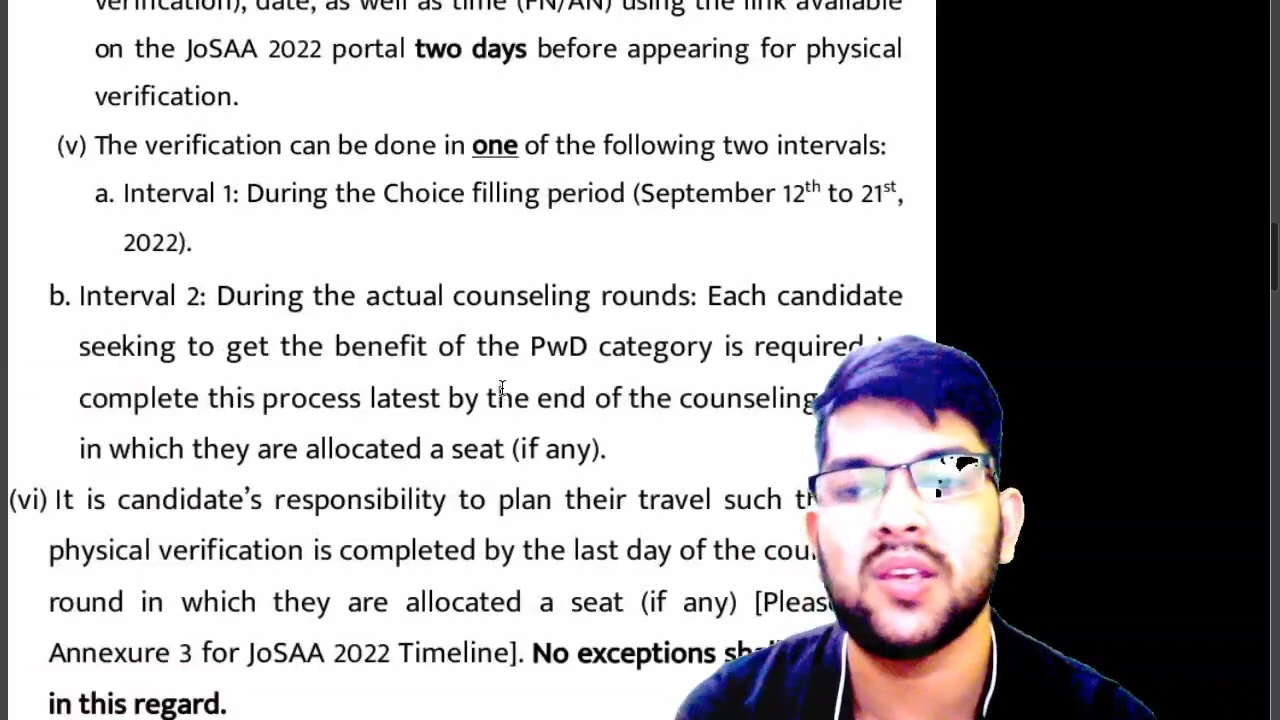 verification), date, as well as time (FN/AN) using the link available
on the JoSAA 2022 portal two days before appearing for physical
verification.
(v) The verification can be done in one of the following two intervals:
a. Interval 1: During the Choice filling period (September 12th to 21st,
2022).
b. Interval 2: During the actual counseling rounds: Each candidate
seeking to get the benefit of the PwD category is required
complete this process latest by the end of the counseling
in which they are allocated a seat (if any).
(vi) It is candidate’s responsibility to plan their travel such
physical verification is completed by the last day of the
round in which they are allocated a seat (if any)
Annexure 3 for JoSAA 2022 Timeline]. No exceptions
in this regard.